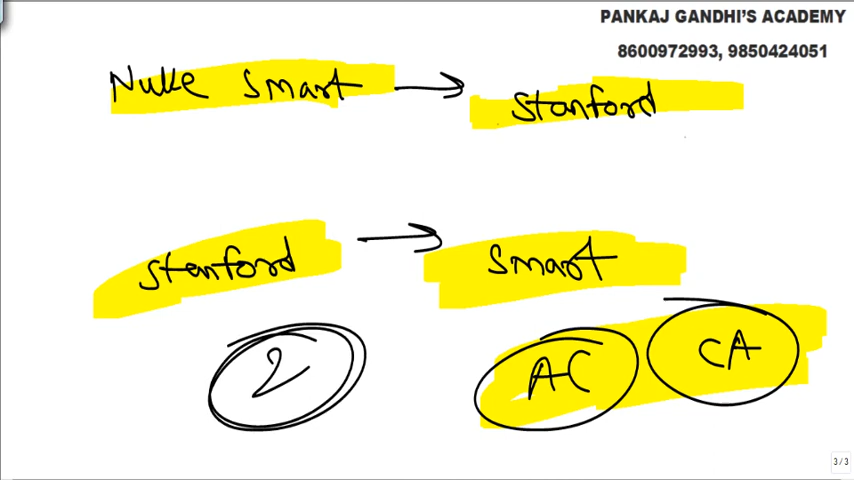 PANKAJ GANDHI'S ACADEMY
8600972993, 9850424051
Nuke Smart → Stanford
Stanford → Smart
2 AC CA
3/3